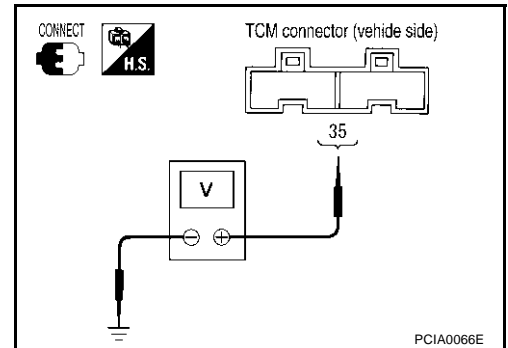 CONNECT
H.S.
TCM connector (vehide side)
35
V
− +
PCIA0066E